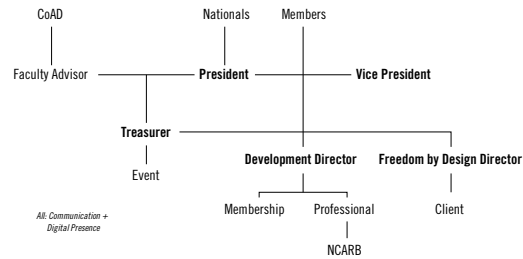 CoAD Nationals Members
Faculty Advisor President Vice President
Treasurer
Event
Development Director Freedom by Design Director
Membership Professional Client
NCARB
All: Communication +
Digital Presence